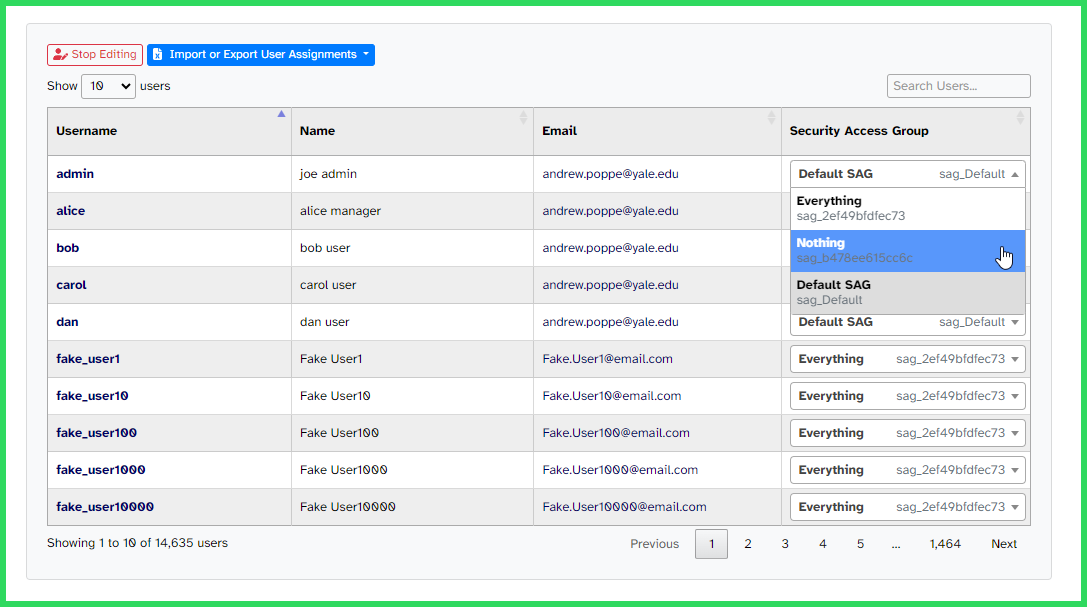 Stop Editing Import or Export User Assignments
Show 10 users Search Users...
Username Name Email Security Access Group
admin joe admin andrew.poppe@yale.edu Default SAG sag_Default
alice alice manager andrew.poppe@yale.edu Everything
sag_2ef49bfdfec73
bob bob user andrew.poppe@yale.edu Nothing
sag_b478ee615cc6c
carol carol user andrew.poppe@yale.edu Default SAG
sag_Default
dan dan user andrew.poppe@yale.edu Default SAG sag_Default
fake_user1 Fake User1 Fake.User1@email.com Everything sag_2ef49bfdfec73
fake_user10 Fake User10 Fake.User10@email.com Everything sag_2ef49bfdfec73
fake_user100 Fake User100 Fake.User100@email.com Everything sag_2ef49bfdfec73
fake_user1000 Fake User1000 Fake.User1000@email.com Everything sag_2ef49bfdfec73
fake_user10000 Fake User10000 Fake.User10000@email.com Everything sag_2ef49bfdfec73
Showing 1 to 10 of 14,635 users Previous 1 2 3 4 5 ... 1,464 Next